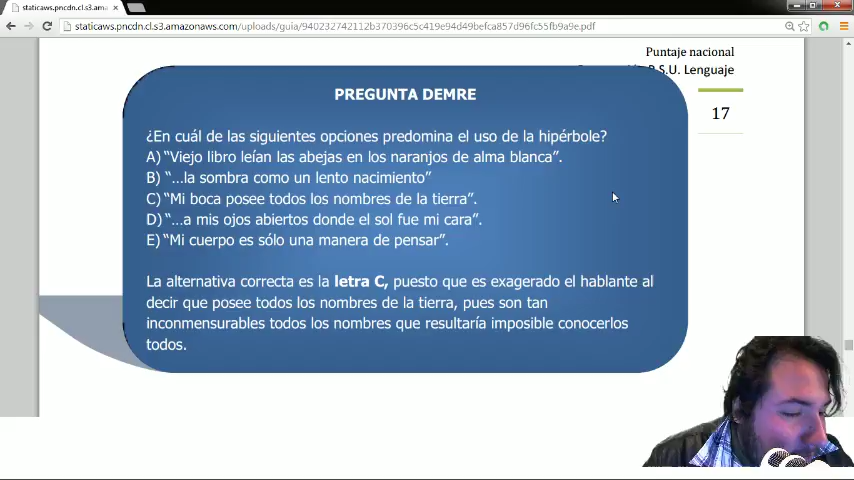 staticaws.pncdn.cl.s3.ama
staticaws.pncdn.cl.s3.amazonaws.com/uploads/guia/940232742112b370396c5c419e94d49befca857d96fc55fb9a9e.pdf
Puntaje nacional
P.S.U. Lenguaje
17
PREGUNTA DEMRE
¿En cuál de las siguientes opciones predomina el uso de la hipérbole?
A) “Viejo libro leían las abejas en los naranjos de alma blanca”.
B) “…la sombra como un lento nacimiento”
C) “Mi boca posee todos los nombres de la tierra”.
D) “…a mis ojos abiertos donde el sol fue mi cara”.
E) “Mi cuerpo es sólo una manera de pensar”.
La alternativa correcta es la letra C, puesto que es exagerado el hablante al
decir que posee todos los nombres de la tierra, pues son tan
inconmensurables todos los nombres que resultaría imposible conocerlos
todos.